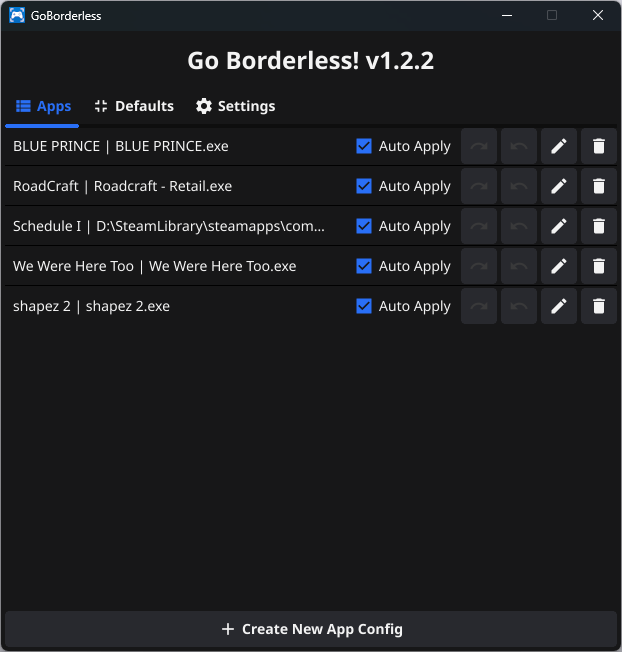 GoBorderless
Go Borderless! v1.2.2
Apps Defaults Settings
BLUE PRINCE | BLUE PRINCE.exe Auto Apply
RoadCraft | Roadcraft - Retail.exe Auto Apply
Schedule I | D:\SteamLibrary\steamapps\com... Auto Apply
We Were Here Too | We Were Here Too.exe Auto Apply
shapez 2 | shapez 2.exe Auto Apply
Create New App Config